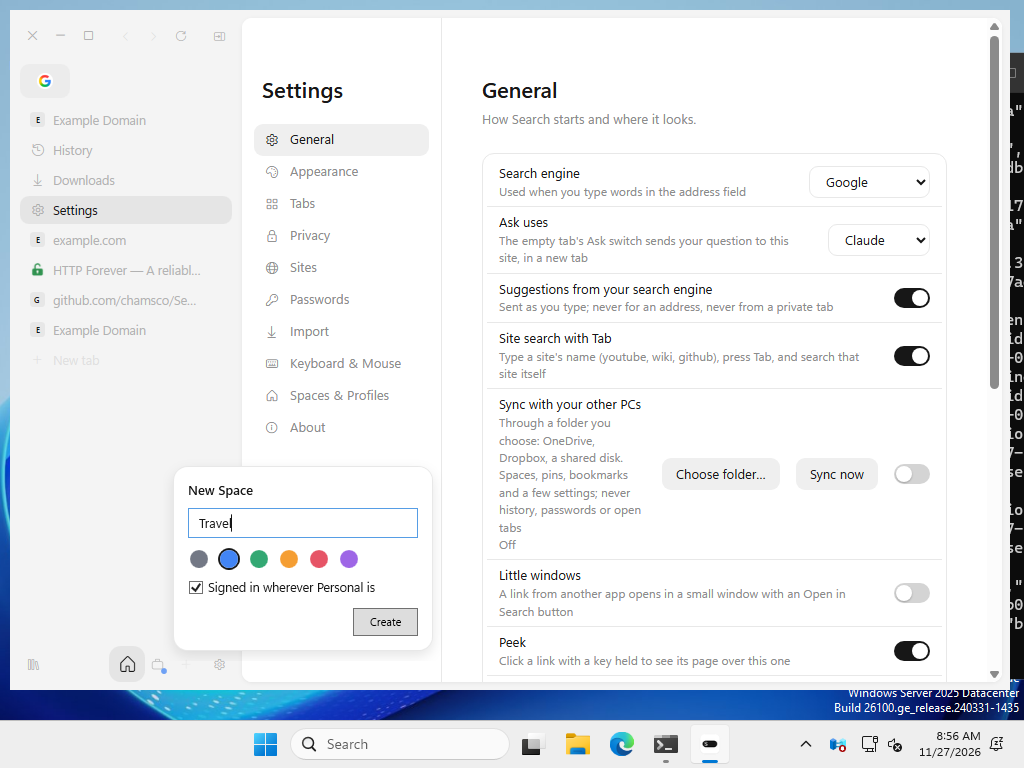 Settings
General
Appearance
Tabs
Privacy
Sites
Passwords
Import
Keyboard & Mouse
Spaces & Profiles
About
E Example Domain
History
Downloads
Settings
E example.com
HTTP Forever — A reliabl...
G github.com/chamsco/Se...
E Example Domain
+ New tab
New Space
Travel
Signed in wherever Personal is
Create
General
How Search starts and where it looks.
Search engine
Used when you type words in the address field
Google
Ask uses
The empty tab's Ask switch sends your question to this
site, in a new tab
Claude
Suggestions from your search engine
Sent as you type; never for an address, never from a private tab
Site search with Tab
Type a site's name (youtube, wiki, github), press Tab, and search that
site itself
Sync with your other PCs
Through a folder you
choose: OneDrive,
Dropbox, a shared disk.
Spaces, pins, bookmarks
and a few settings; never
history, passwords or open
tabs
Off
Choose folder...
Sync now
Little windows
A link from another app opens in a small window with an Open in
Search button
Peek
Click a link with a key held to see its page over this one
Windows Server 2025 Datacenter
Build 26100.ge_release.240331-1435
Search
8:56 AM
11/27/2026